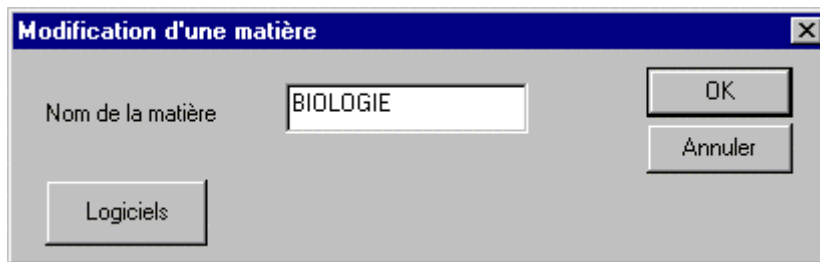 Modification d'une matière
Nom de la matière
BIOLOGIE
OK
Annuler
Logiciels